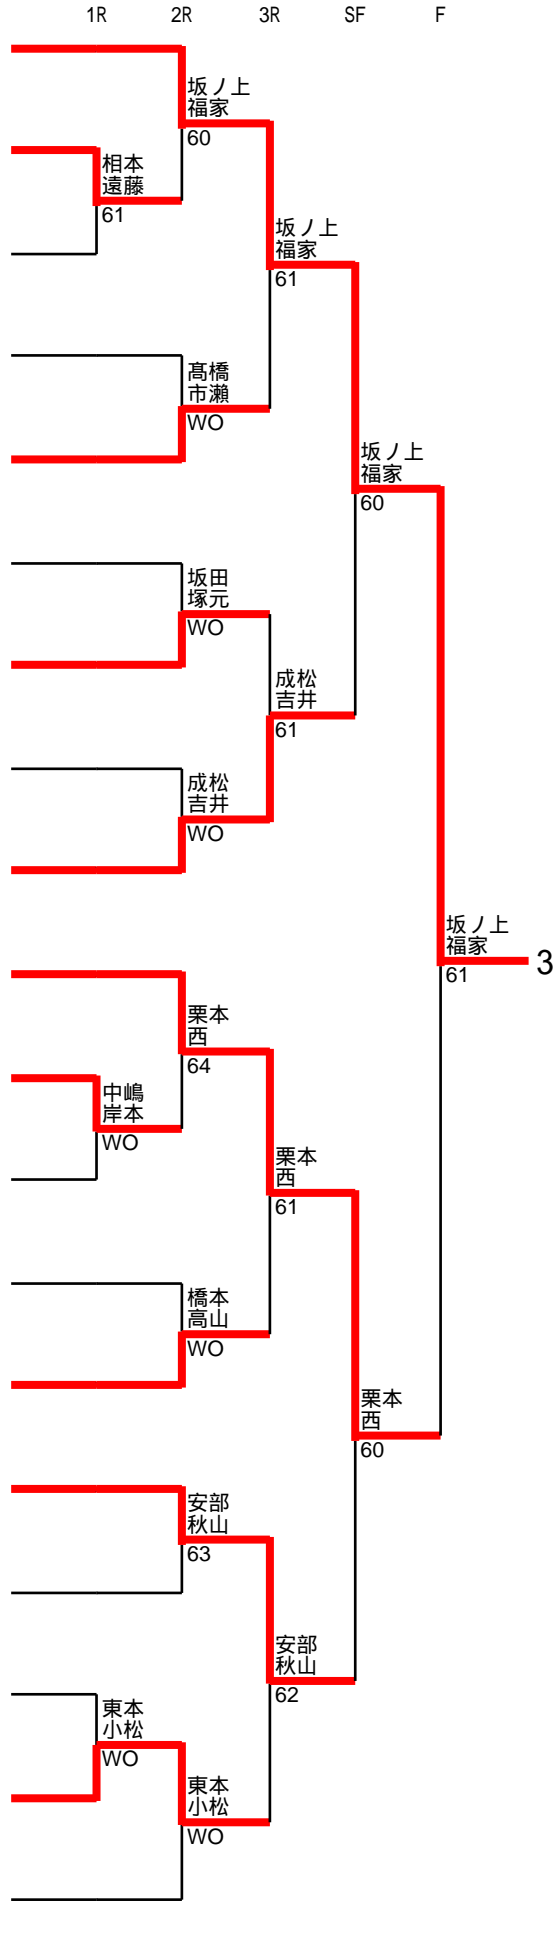 1R 2R 3R SF F
坂ノ上
福家
60
相本
遠藤
61
坂ノ上
福家
61
髙橋
市瀬
WO
坂ノ上
福家
60
坂田
塚元
WO
成松
吉井
61
成松
吉井
WO
坂ノ上
福家
61
3
栗本
西
64
中嶋
岸本
WO
栗本
西
61
橋本
高山
WO
栗本
西
60
安部
秋山
63
安部
秋山
62
東本
小松
WO
東本
小松
WO